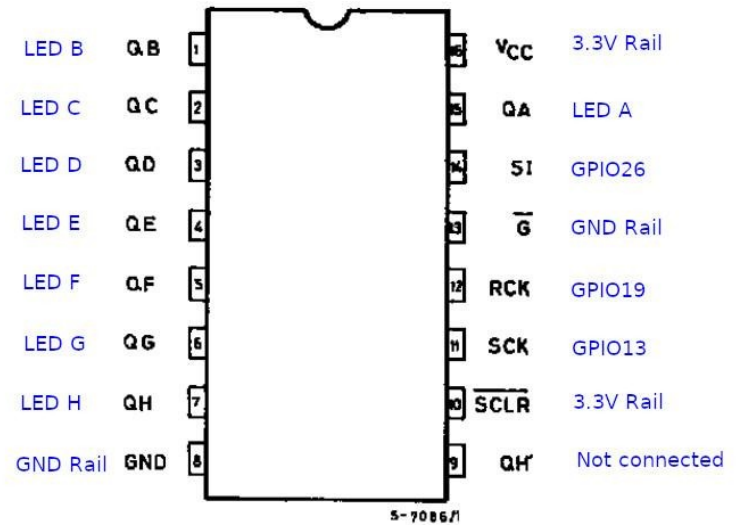 LED B QB 1 16 VCC 3.3V Rail
LED C QC 2 15 QA LED A
LED D QD 3 14 SI GPIO26
LED E QE 4 13 G GND Rail
LED F QF 5 12 RCK GPIO19
LED G QG 6 11 SCK GPIO13
LED H QH 7 10 SCLR 3.3V Rail
GND Rail GND 8 9 QH' Not connected
S-7086/1